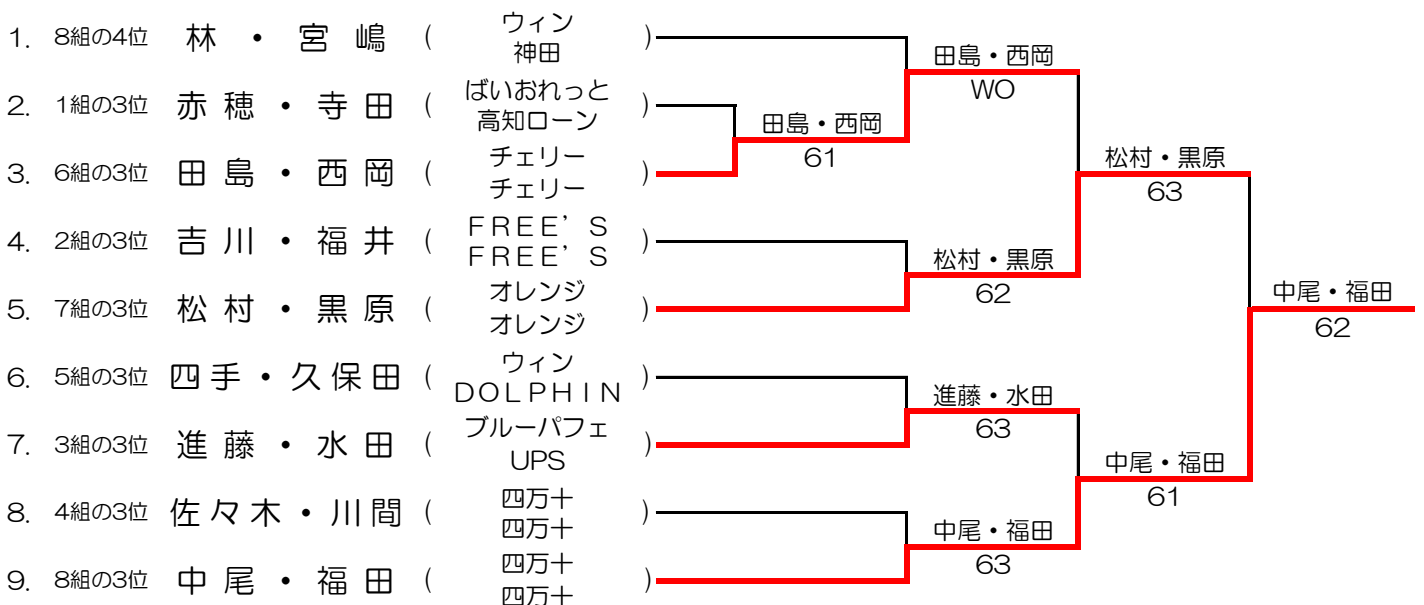 1. 8組の4位 林 ・ 宮 嶋 ( ウィン 神田 )
2. 1組の3位 赤 穂 ・ 寺 田 ( ばいおれっと 高知ローン )
3. 6組の3位 田 島 ・ 西 岡 ( チェリー チェリー )
4. 2組の3位 吉 川 ・ 福 井 ( ＦＲＥＥ’Ｓ ＦＲＥＥ’Ｓ )
5. 7組の3位 松 村 ・ 黒 原 ( オレンジ オレンジ )
6. 5組の3位 四 手 ・ 久 保 田 ( ウィン ＤＯＬＰＨＩＮ )
7. 3組の3位 進 藤 ・ 水 田 ( ブルーパフェ UPS )
8. 4組の3位 佐 々 木 ・ 川 間 ( 四万十 四万十 )
9. 8組の3位 中 尾 ・ 福 田 ( 四万十 四万十 )
田島・西岡
61
田島・西岡
WO
松村・黒原
62
進藤・水田
63
中尾・福田
63
松村・黒原
63
中尾・福田
61
中尾・福田
62